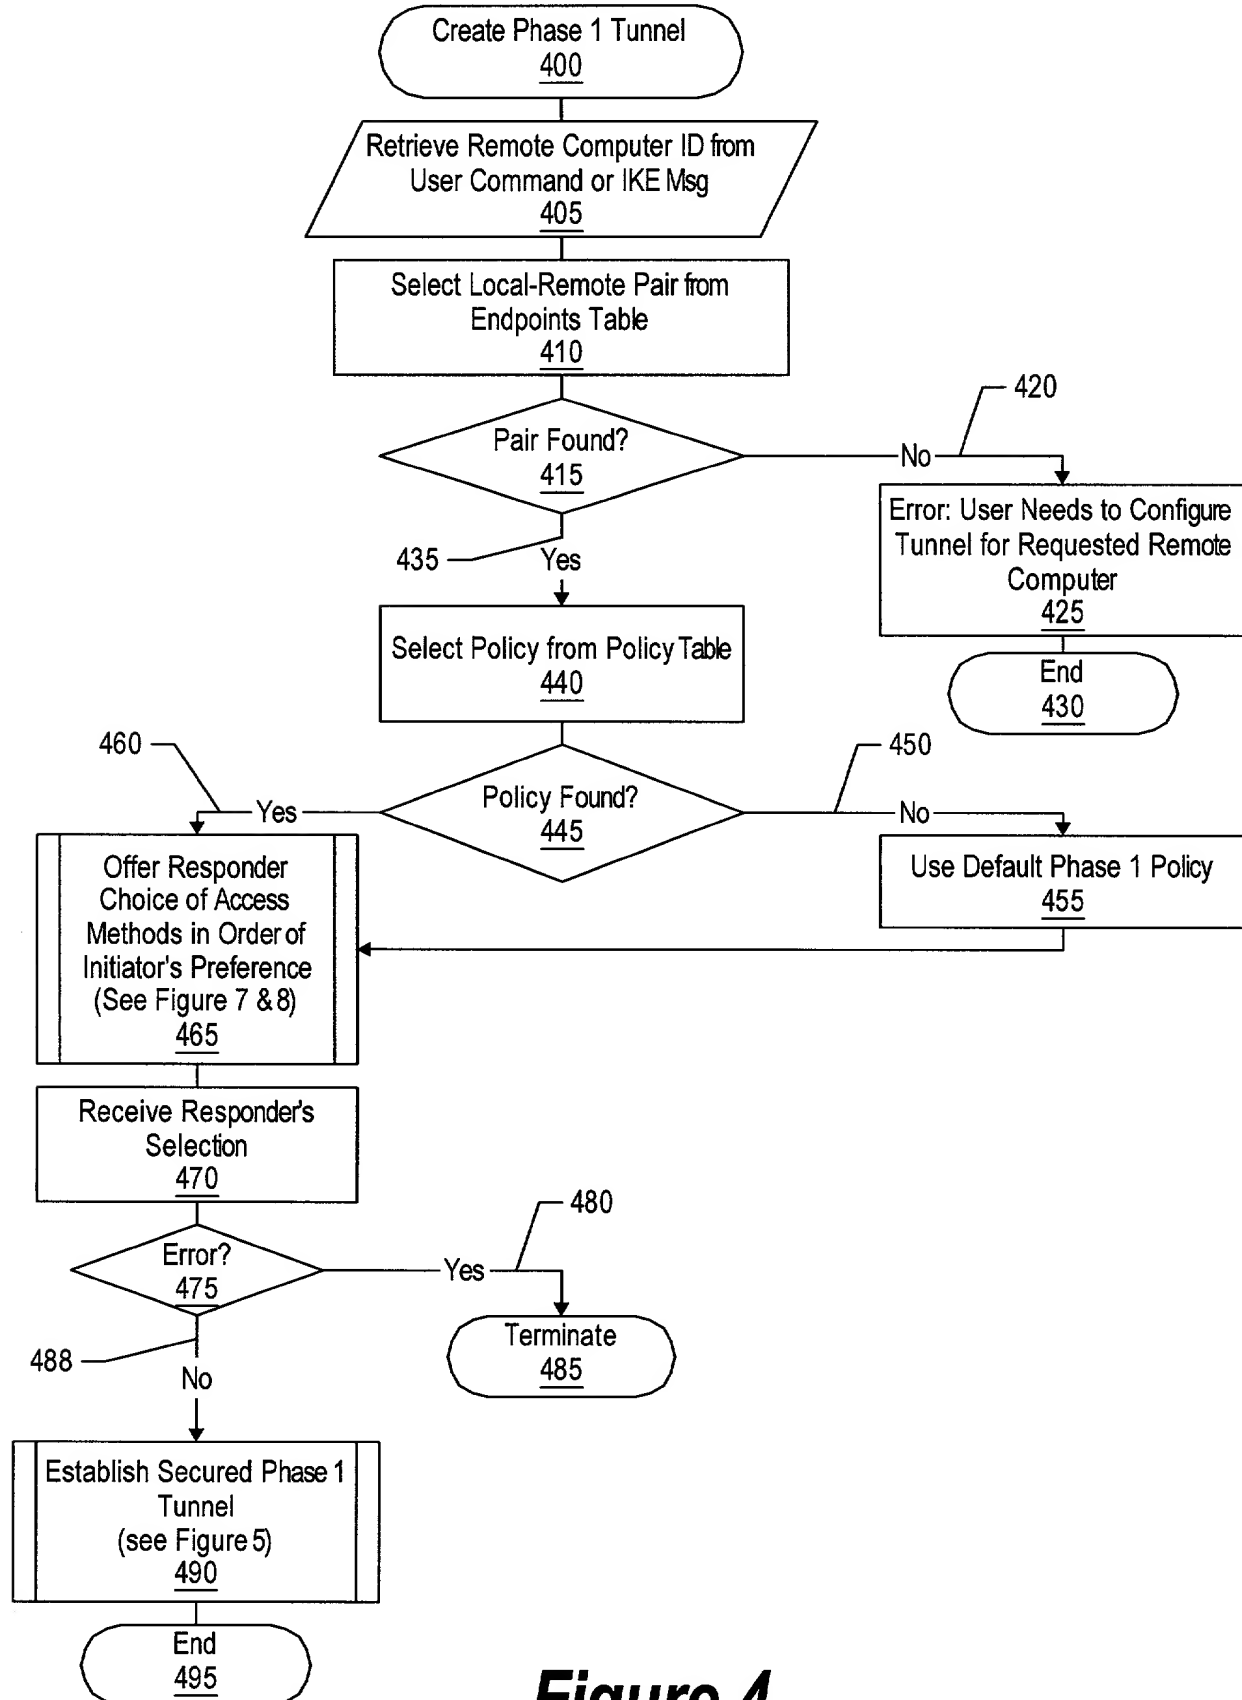 Create Phase 1 Tunnel
400
Retrieve Remote Computer ID from
User Command or IKE Msg
405
Select Local-Remote Pair from
Endpoints Table
410
Pair Found?
415
420
No
Error: User Needs to Configure
Tunnel for Requested Remote
Computer
425
End
430
435
Yes
Select Policy from Policy Table
440
Policy Found?
445
450
No
Use Default Phase 1 Policy
455
460
Yes
Offer Responder
Choice of Access
Methods in Order of
Initiator's Preference
(See Figure 7 & 8)
465
Receive Responder's
Selection
470
Error?
475
480
Yes
Terminate
485
488
No
Establish Secured Phase 1
Tunnel
(see Figure 5)
490
End
495
Figure 4